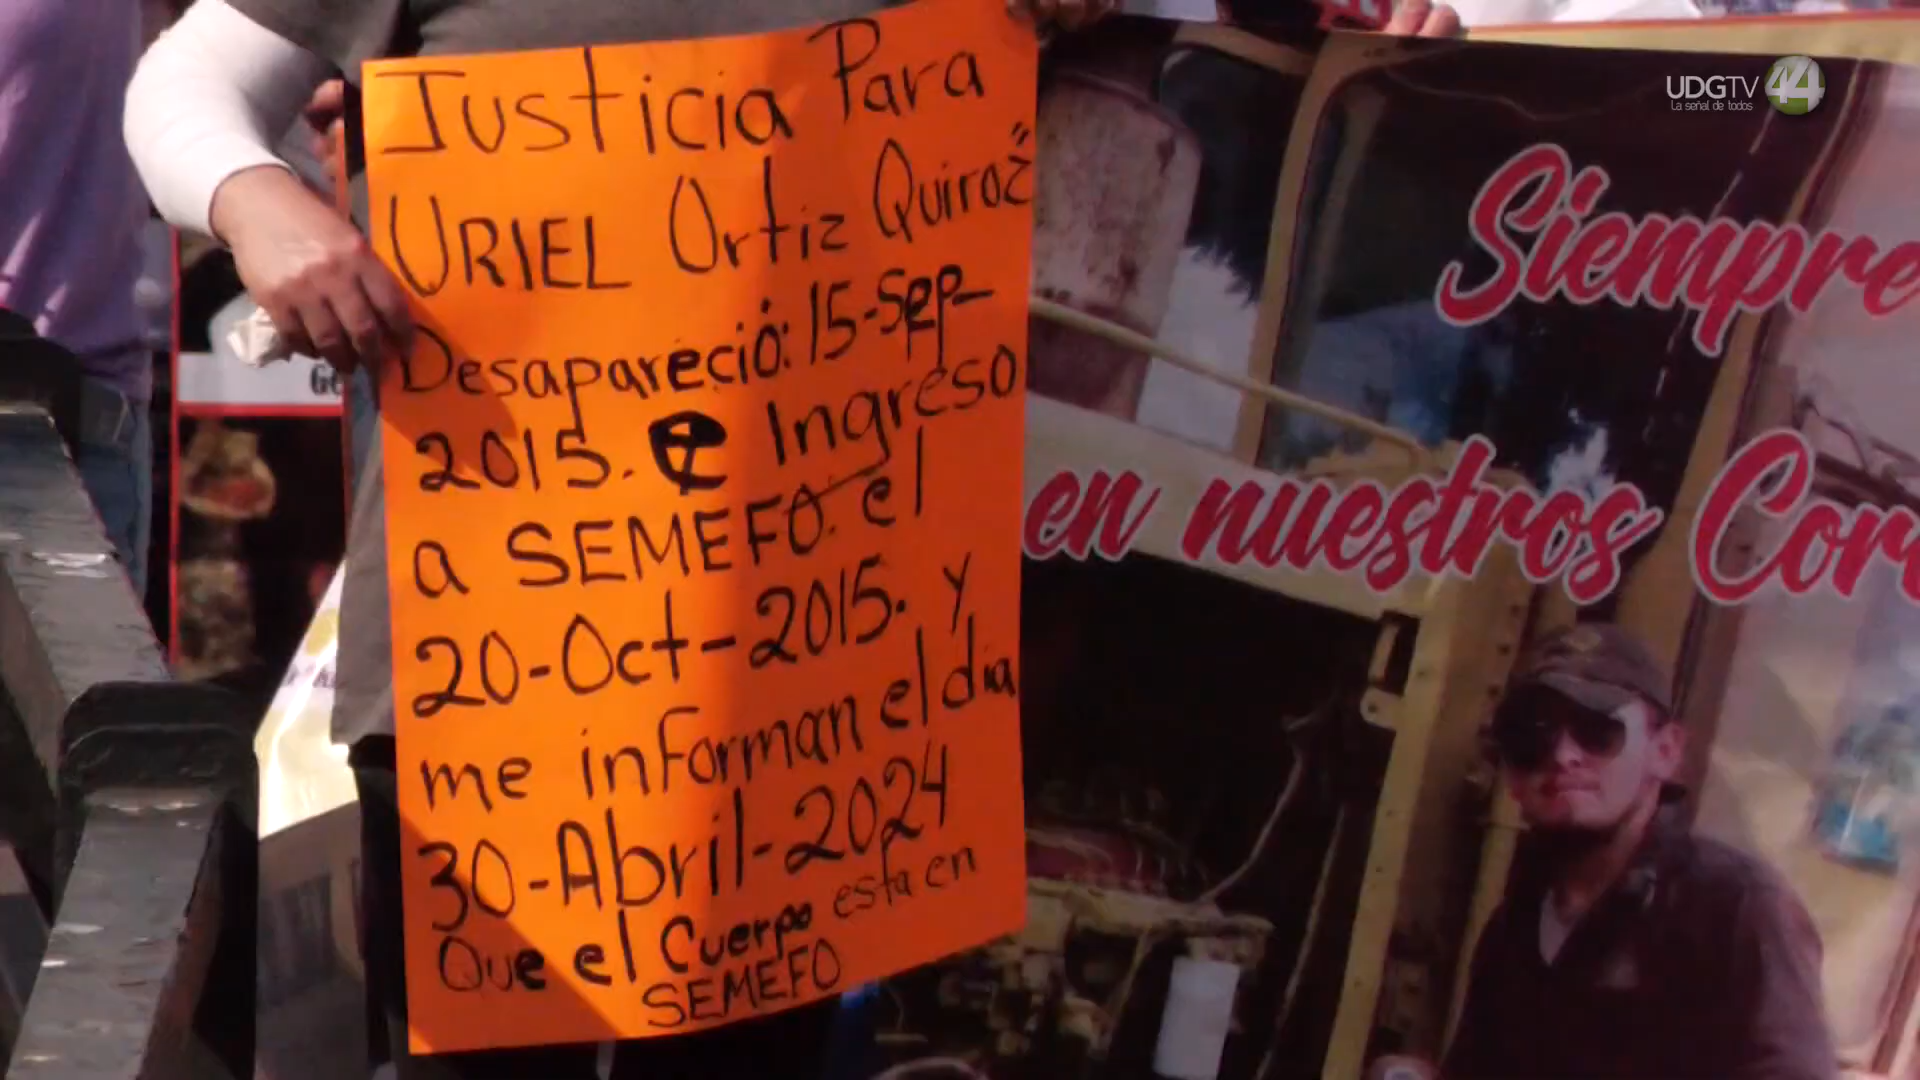 Justicia Para
URIEL Ortiz Quiroz"
Desapareció: 15-Sep-
2015. Ingreso
a SEMEFO. el
20-Oct-2015. y
me informan el día
30-Abril-2024
Que el Cuerpo esta en
SEMEFO
UDGTV 44
La señal de todos
Siempre
en nuestros Cor